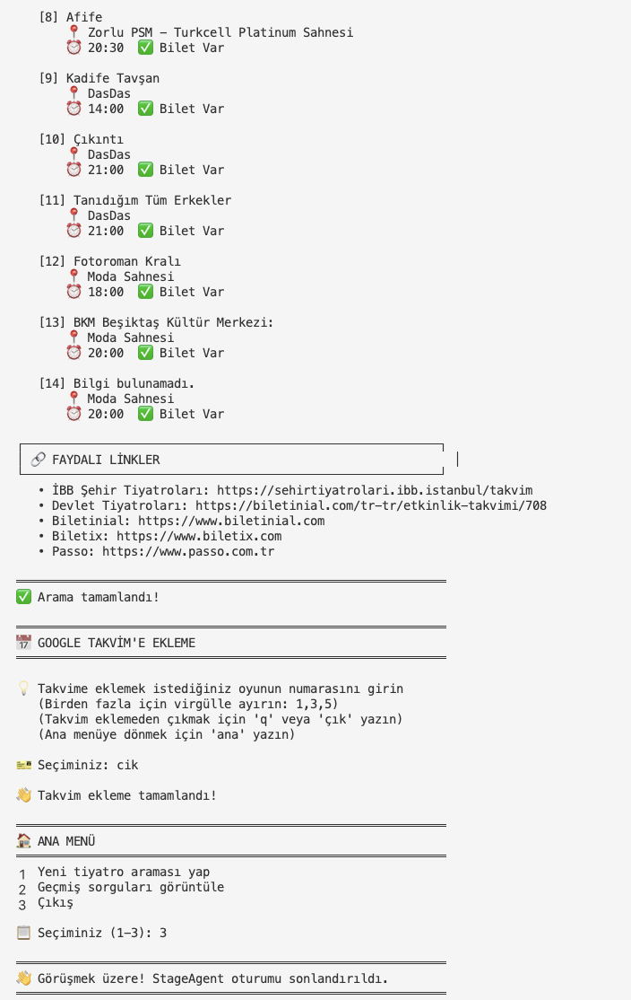 [8] Afife
📍 Zorlu PSM – Turkcell Platinum Sahnesi
⏰ 20:30 ✅ Bilet Var
[9] Kadife Tavşan
📍 DasDas
⏰ 14:00 ✅ Bilet Var
[10] Çıkıntı
📍 DasDas
⏰ 21:00 ✅ Bilet Var
[11] Tanıdığım Tüm Erkekler
📍 DasDas
⏰ 21:00 ✅ Bilet Var
[12] Fotoroman Kralı
📍 Moda Sahnesi
⏰ 18:00 ✅ Bilet Var
[13] BKM Beşiktaş Kültür Merkezi:
📍 Moda Sahnesi
⏰ 20:00 ✅ Bilet Var
[14] Bilgi bulunamadı.
📍 Moda Sahnesi
⏰ 20:00 ✅ Bilet Var
🔗 FAYDALI LİNKLER
• İBB Şehir Tiyatroları: https://sehirtiyatrolari.ibb.istanbul/takvim
• Devlet Tiyatroları: https://biletinial.com/tr-tr/etkinlik-takvimi/708
• Biletinial: https://www.biletinial.com
• Biletix: https://www.biletix.com
• Passo: https://www.passo.com.tr
✅ Arama tamamlandı!
📅 GOOGLE TAKVİM'E EKLEME
💡 Takvime eklemek istediğiniz oyunun numarasını girin
(Birden fazla için virgülle ayırın: 1,3,5)
(Takvim eklemeden çıkmak için 'q' veya 'çık' yazın)
(Ana menüye dönmek için 'ana' yazın)
🎫 Seçiminiz: cik
👋 Takvim ekleme tamamlandı!
🏠 ANA MENÜ
1 Yeni tiyatro araması yap
2 Geçmiş sorguları görüntüle
3 Çıkış
📋 Seçiminiz (1-3): 3
👋 Görüşmek üzere! StageAgent oturumu sonlandırıldı.